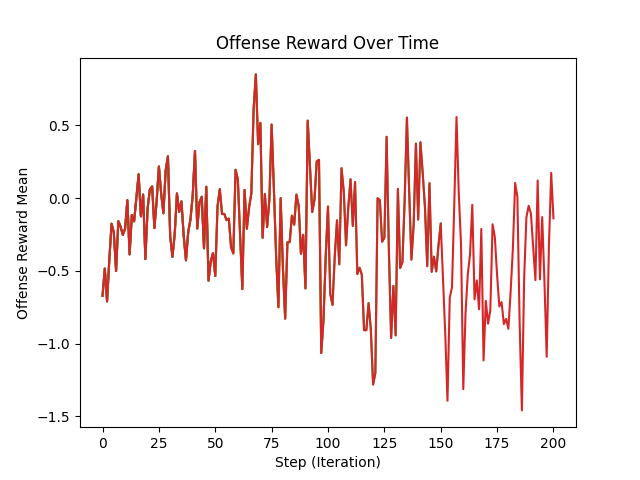 Offense Reward Over Time
Offense Reward Mean
0.5
0.0
−0.5
−1.0
−1.5
0 25 50 75 100 125 150 175 200
Step (Iteration)